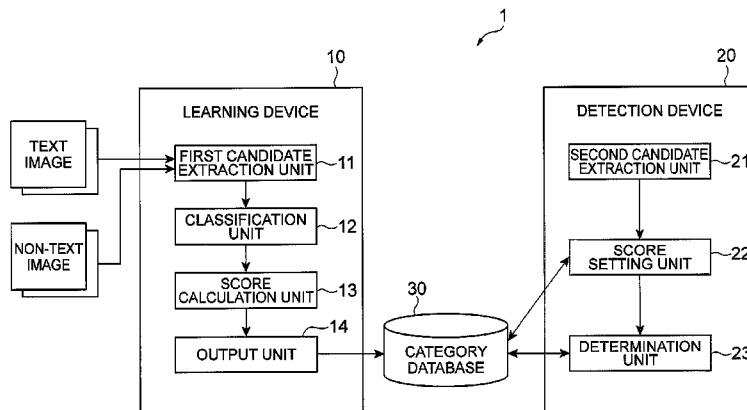 1
10
20
LEARNING DEVICE
DETECTION DEVICE
TEXT
IMAGE
NON-TEXT
IMAGE
FIRST CANDIDATE
EXTRACTION UNIT
11
CLASSIFICATION
UNIT
12
SCORE
CALCULATION UNIT
13
OUTPUT UNIT
14
30
CATEGORY
DATABASE
SECOND CANDIDATE
EXTRACTION UNIT
21
SCORE
SETTING UNIT
22
DETERMINATION
UNIT
23